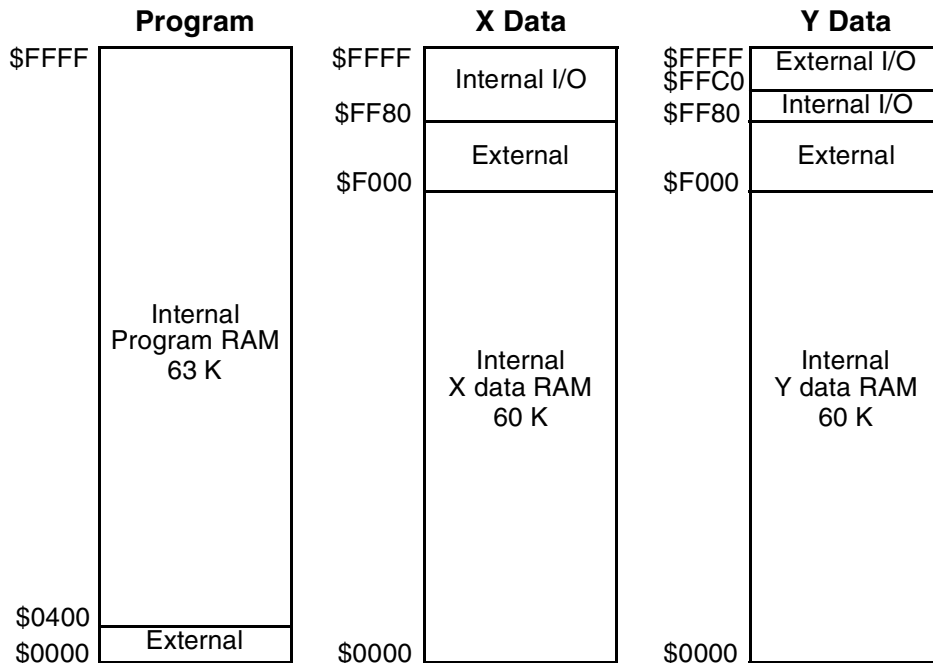 Program
$FFFF
Internal
Program RAM
63 K
$0400
External
$0000
X Data
$FFFF
Internal I/O
$FF80
External
$F000
Internal
X data RAM
60 K
$0000
Y Data
$FFFF
External I/O
$FFC0
Internal I/O
$FF80
External
$F000
Internal
Y data RAM
60 K
$0000